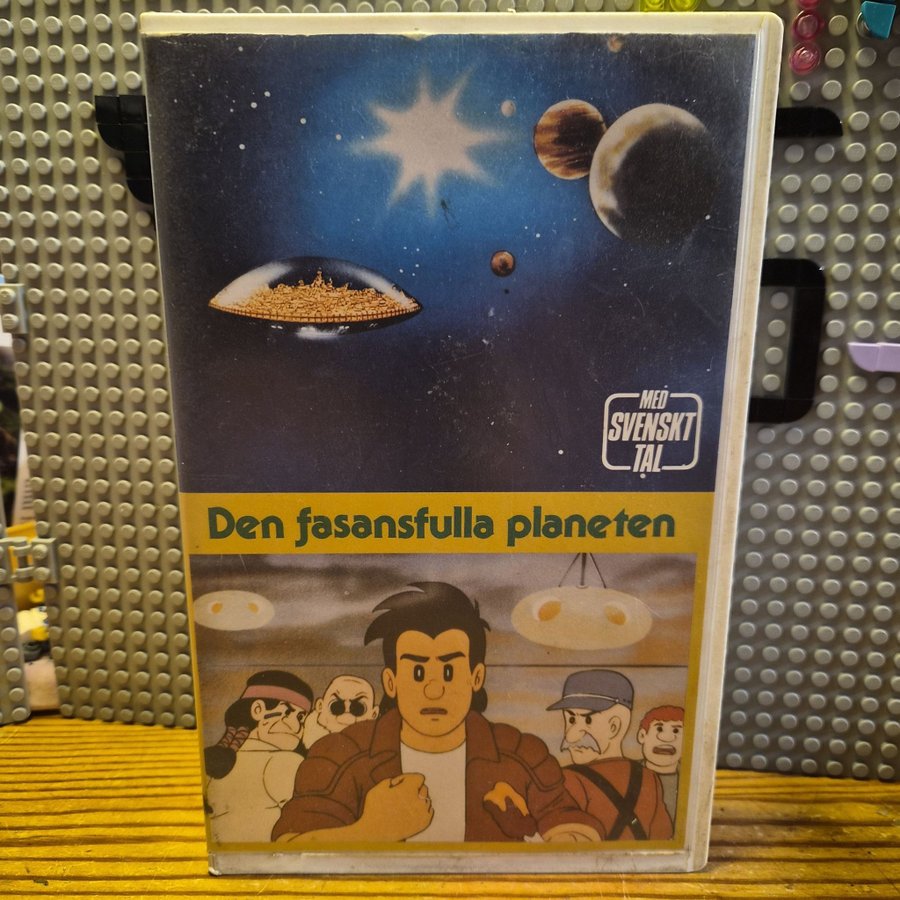 MED
SVENSKT
TAL
Den fasansfulla planeten